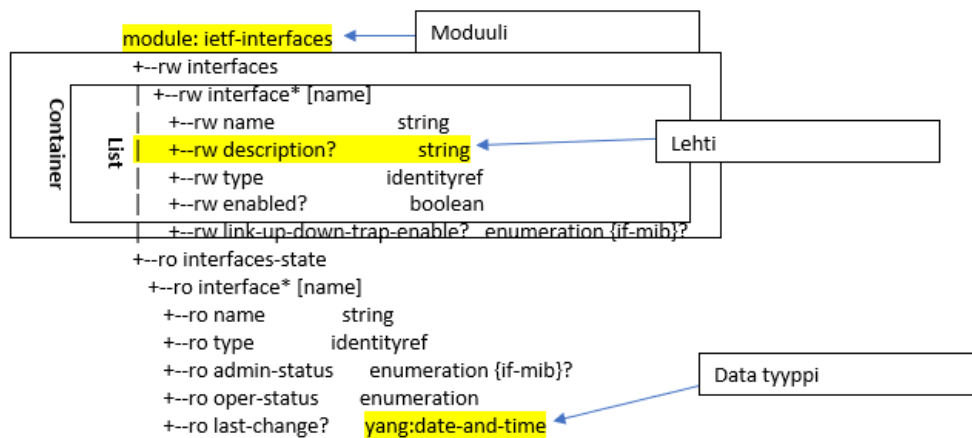 module: ietf-interfaces
Moduuli
+--rw interfaces
Container
List
| +--rw interface* [name]
| +--rw name string
| +--rw description? string
Lehti
| +--rw type identityref
| +--rw enabled? boolean
| +--rw link-up-down-trap-enable? enumeration {if-mib}?
+--ro interfaces-state
+--ro interface* [name]
+--ro name string
+--ro type identityref
+--ro admin-status enumeration {if-mib}?
+--ro oper-status enumeration
+--ro last-change? yang:date-and-time
Data tyyppi